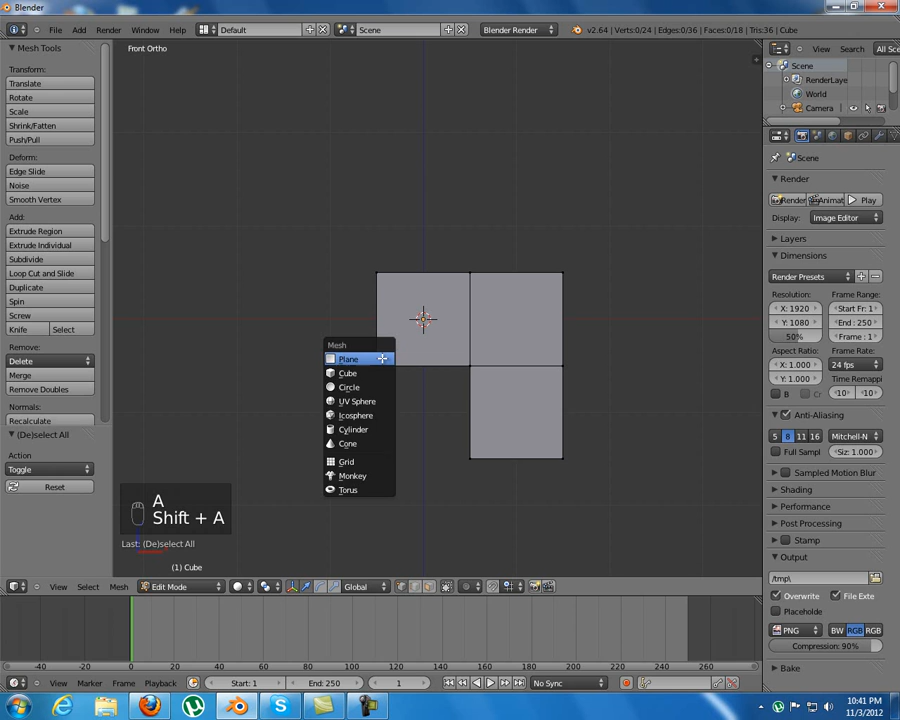 Blender
File Add Render Window Help
Default
Scene
Blender Render
v2.64 | Verts:0/24 | Edges:0/36 | Faces:0/18 | Tris:36 | Cube
Mesh Tools
Transform:
Translate
Rotate
Scale
Shrink/Fatten
Push/Pull
Deform:
Edge Slide
Noise
Smooth Vertex
Add:
Extrude Region
Extrude Individual
Subdivide
Loop Cut and Slide
Duplicate
Spin
Screw
Knife Select
Remove:
Delete
Merge
Remove Doubles
Normals:
Recalculate
(De)select All
Action
Toggle
Reset
Front Ortho
Mesh
Plane
Cube
Circle
UV Sphere
Icosphere
Cylinder
Cone
Grid
Monkey
Torus
A
Shift + A
Last: (De)select All
(1) Cube
View Select Mesh
Edit Mode
Global
View Search All Sce
Scene
RenderLaye
World
Camera
Scene
Render
Render Animat Play
Display: Image Editor
Layers
Dimensions
Render Presets
Resolution: Frame Range:
X: 1920 Start Fr: 1
Y: 1080 End: 250
50% Frame: 1
Aspect Ratio: Frame Rate:
X: 1.000 24 fps
Y: 1.000 Time Remappi
B Cr 10 10
Anti-Aliasing
5 8 11 16 Mitchell-N
Full Sampl Siz: 1.000
Sampled Motion Blur
Shading
Performance
Post Processing
Stamp
Output
/tmp\
Overwrite File Exte
Placeholde
PNG BW RGB RGB
Compression: 90%
Bake
-40 -20 0 20 40 60 80 100 120 140 160 180 200 220 240 260
View Marker Frame Playback
Start: 1 End: 250 1 No Sync
10:41 PM
11/3/2012